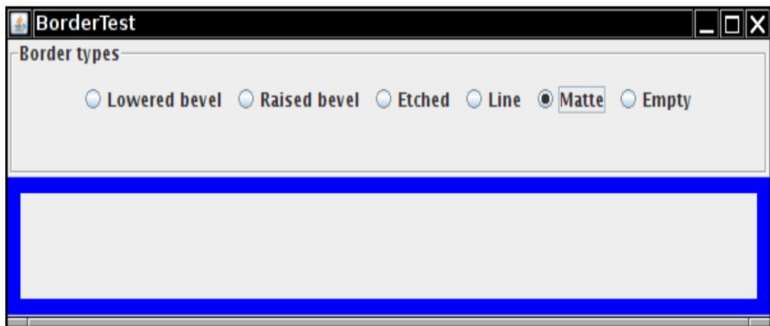 BorderTest
Border types
Lowered bevel Raised bevel Etched Line Matte Empty